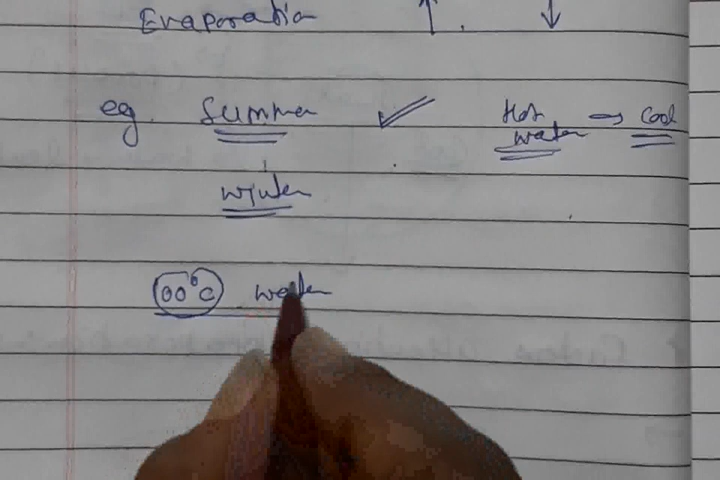 Evaporation ↑ . ↓
eg. Summer ✓ Hot water → Cool
winter
100°C water